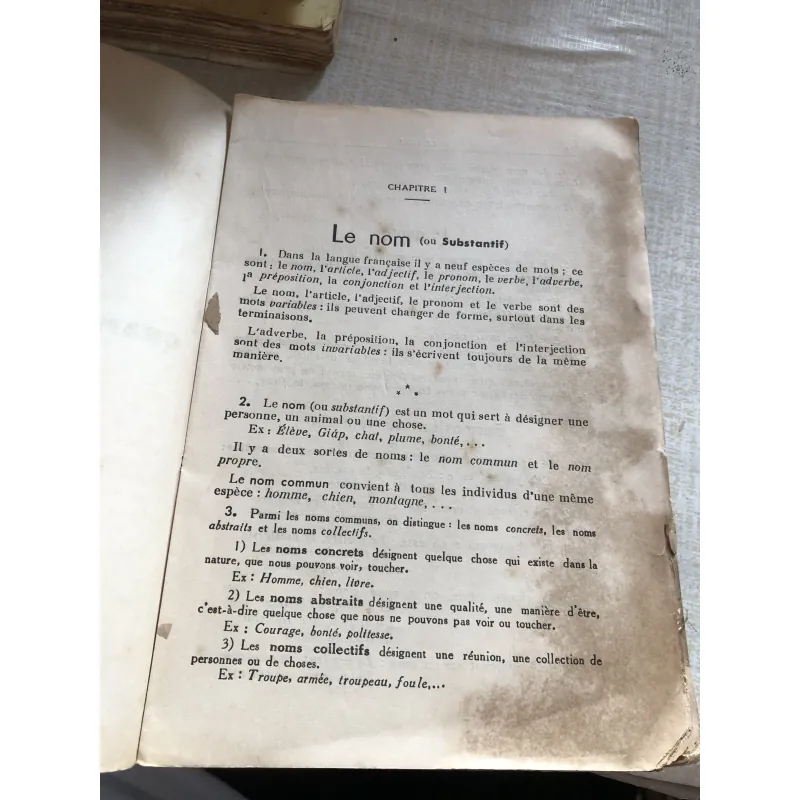 CHAPITRE I
Le nom (ou Substantif)
1. Dans la langue française il y a neuf espèces de mots ; ce
sont : le nom, l'article, l'adjectif, le pronom, le verbe, l'adverbe,
la préposition, la conjonction et l'interjection.
Le nom, l'article, l'adjectif, le pronom et le verbe sont des
mots variables : ils peuvent changer de forme, surtout dans les
terminaisons.
L'adverbe, la préposition, la conjonction et l'interjection
sont des mots invariables : ils s'écrivent toujours de la même
manière.
* * *
2. Le nom (ou substantif) est un mot qui sert à désigner une
personne, un animal ou une chose.
Ex : Élève, Giáp, chat, plume, bonté,...
Il y a deux sortes de noms : le nom commun et le nom
propre.
Le nom commun convient à tous les individus d'une même
espèce : homme, chien, montagne,...
3. Parmi les noms communs, on distingue : les noms concrets, les noms
abstraits et les noms collectifs.
1) Les noms concrets désignent quelque chose qui existe dans la
nature, que nous pouvons voir, toucher.
Ex : Homme, chien, livre.
2) Les noms abstraits désignent une qualité, une manière d'être,
c'est-à-dire quelque chose que nous ne pouvons pas voir ou toucher.
Ex : Courage, bonté, politesse.
3) Les noms collectifs désignent une réunion, une collection de
personnes ou de choses.
Ex : Troupe, armée, troupeau, foule,...